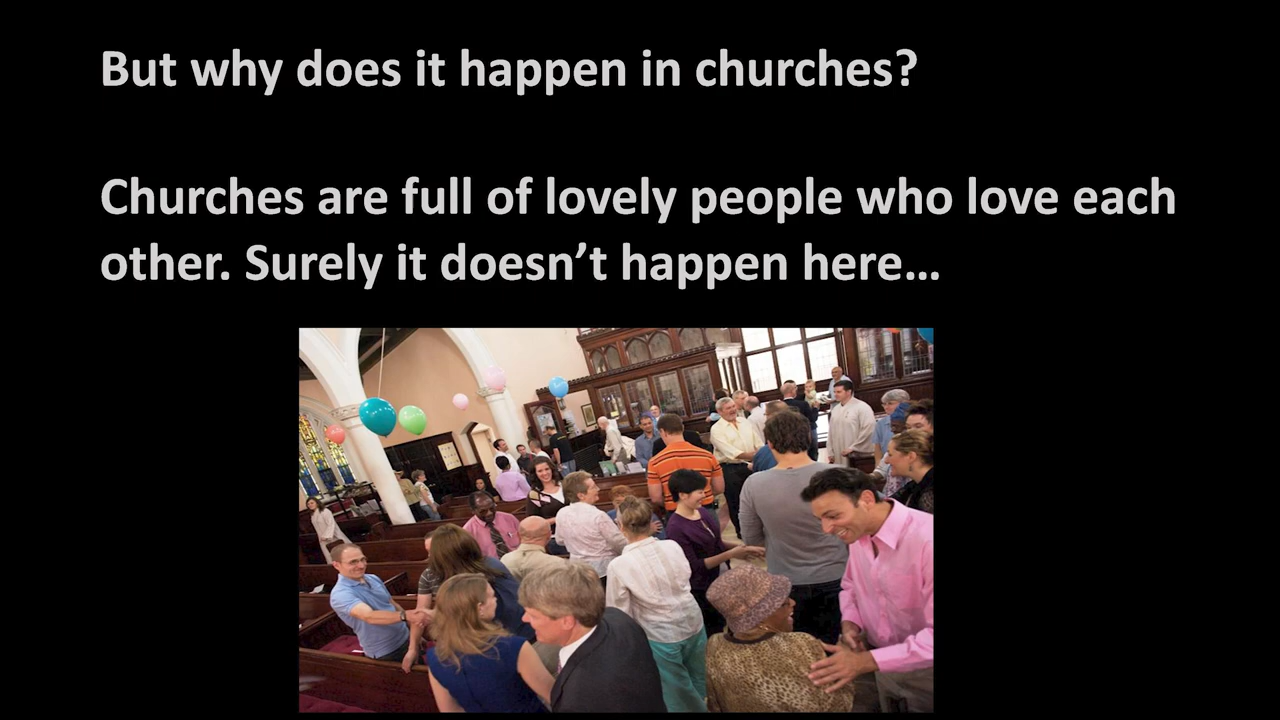 But why does it happen in churches?
Churches are full of lovely people who love each
other. Surely it doesn’t happen here…